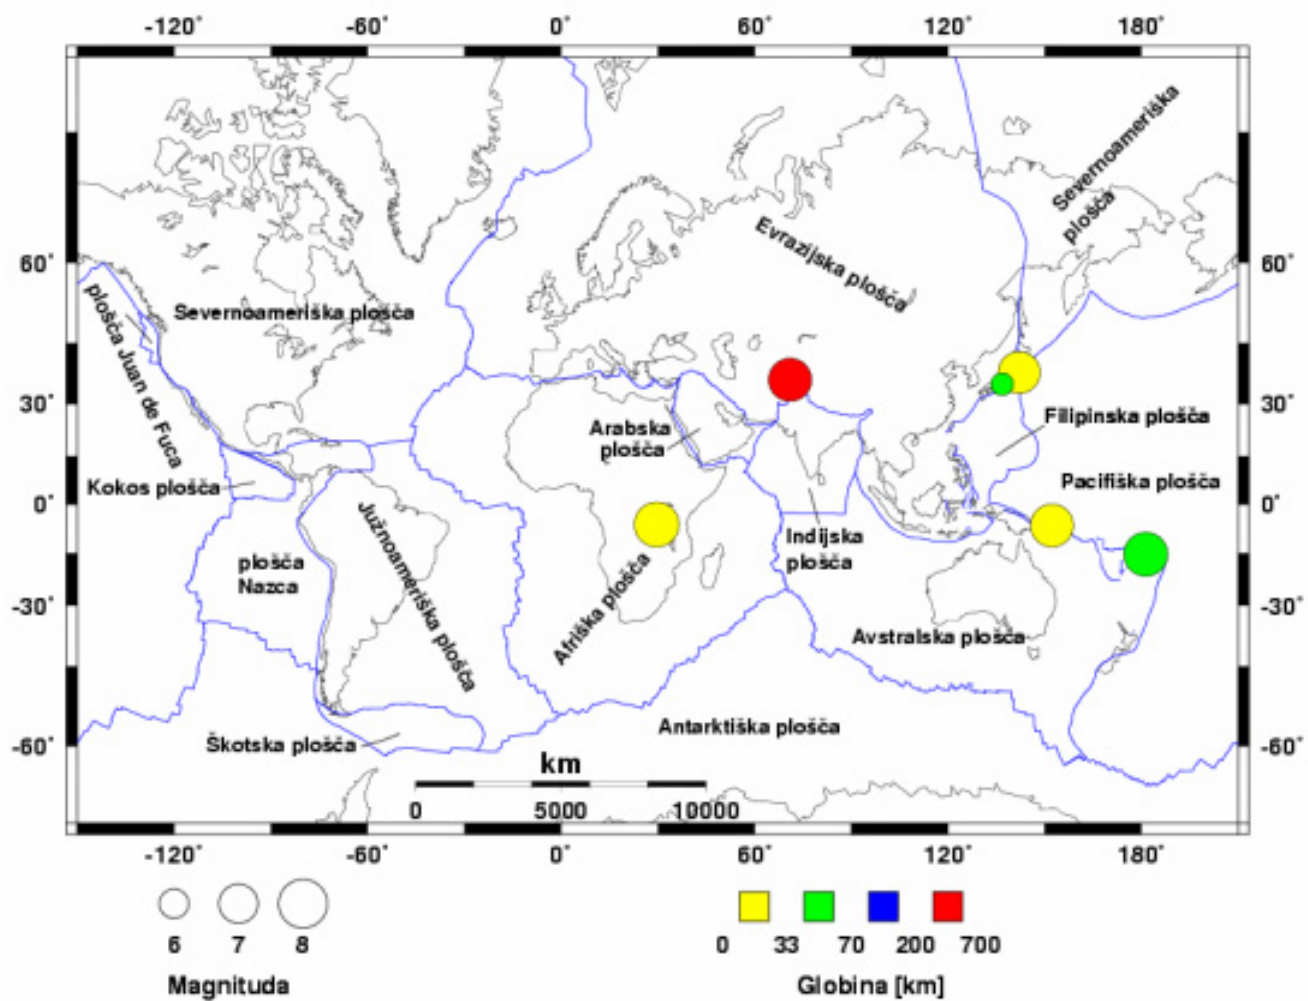 -120° -60° 0° 60° 120° 180°
Severnoameriška
plošča
Evrazijska plošča
60° 60°
Severnoameriška plošča
plošča Juan de Fuca
30° 30°
Arabska
plošča
Filipinska plošča
Kokos plošča
Pacifiška plošča
0° 0°
Južnoameriška plošča
Indijska
plošča
plošča
Nazca
Afriška plošča
-30° -30°
Avstralska plošča
Antarktiška plošča
Škotska plošča
-60° -60°
km
0 5000 10000
-120° -60° 0° 60° 120° 180°
6 7 8
0 33 70 200 700
Magnituda
Globina [km]